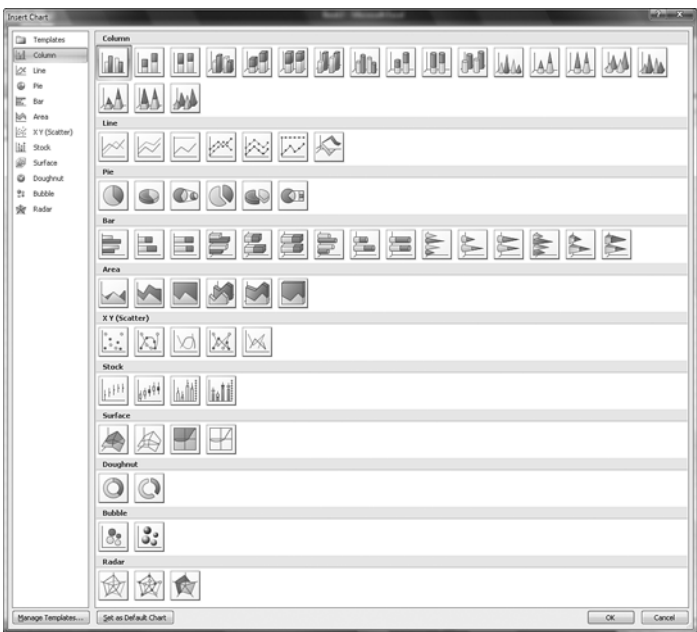 Insert Chart
Templates
Column
Line
Pie
Bar
Area
X Y (Scatter)
Stock
Surface
Doughnut
Bubble
Radar
Column
Line
Pie
Bar
Area
X Y (Scatter)
Stock
Surface
Doughnut
Bubble
Radar
Manage Templates...
Set as Default Chart
OK
Cancel